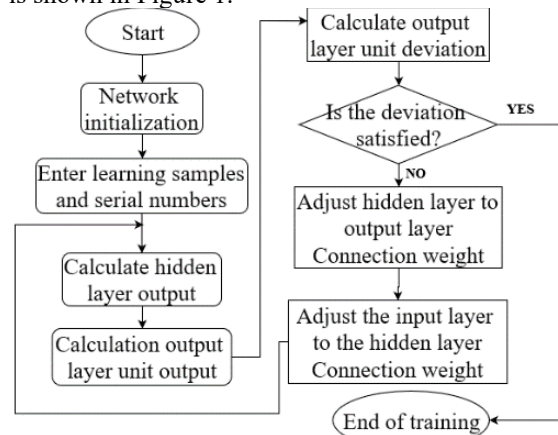 is shown in Figure 1.
Start
Network
initialization
Enter learning samples
and serial numbers
Calculate hidden
layer output
Calculation output
layer unit output
Calculate output
layer unit deviation
Is the deviation
satisfied?
YES
NO
Adjust hidden layer to
output layer
Connection weight
Adjust the input layer
to the hidden layer
Connection weight
End of training